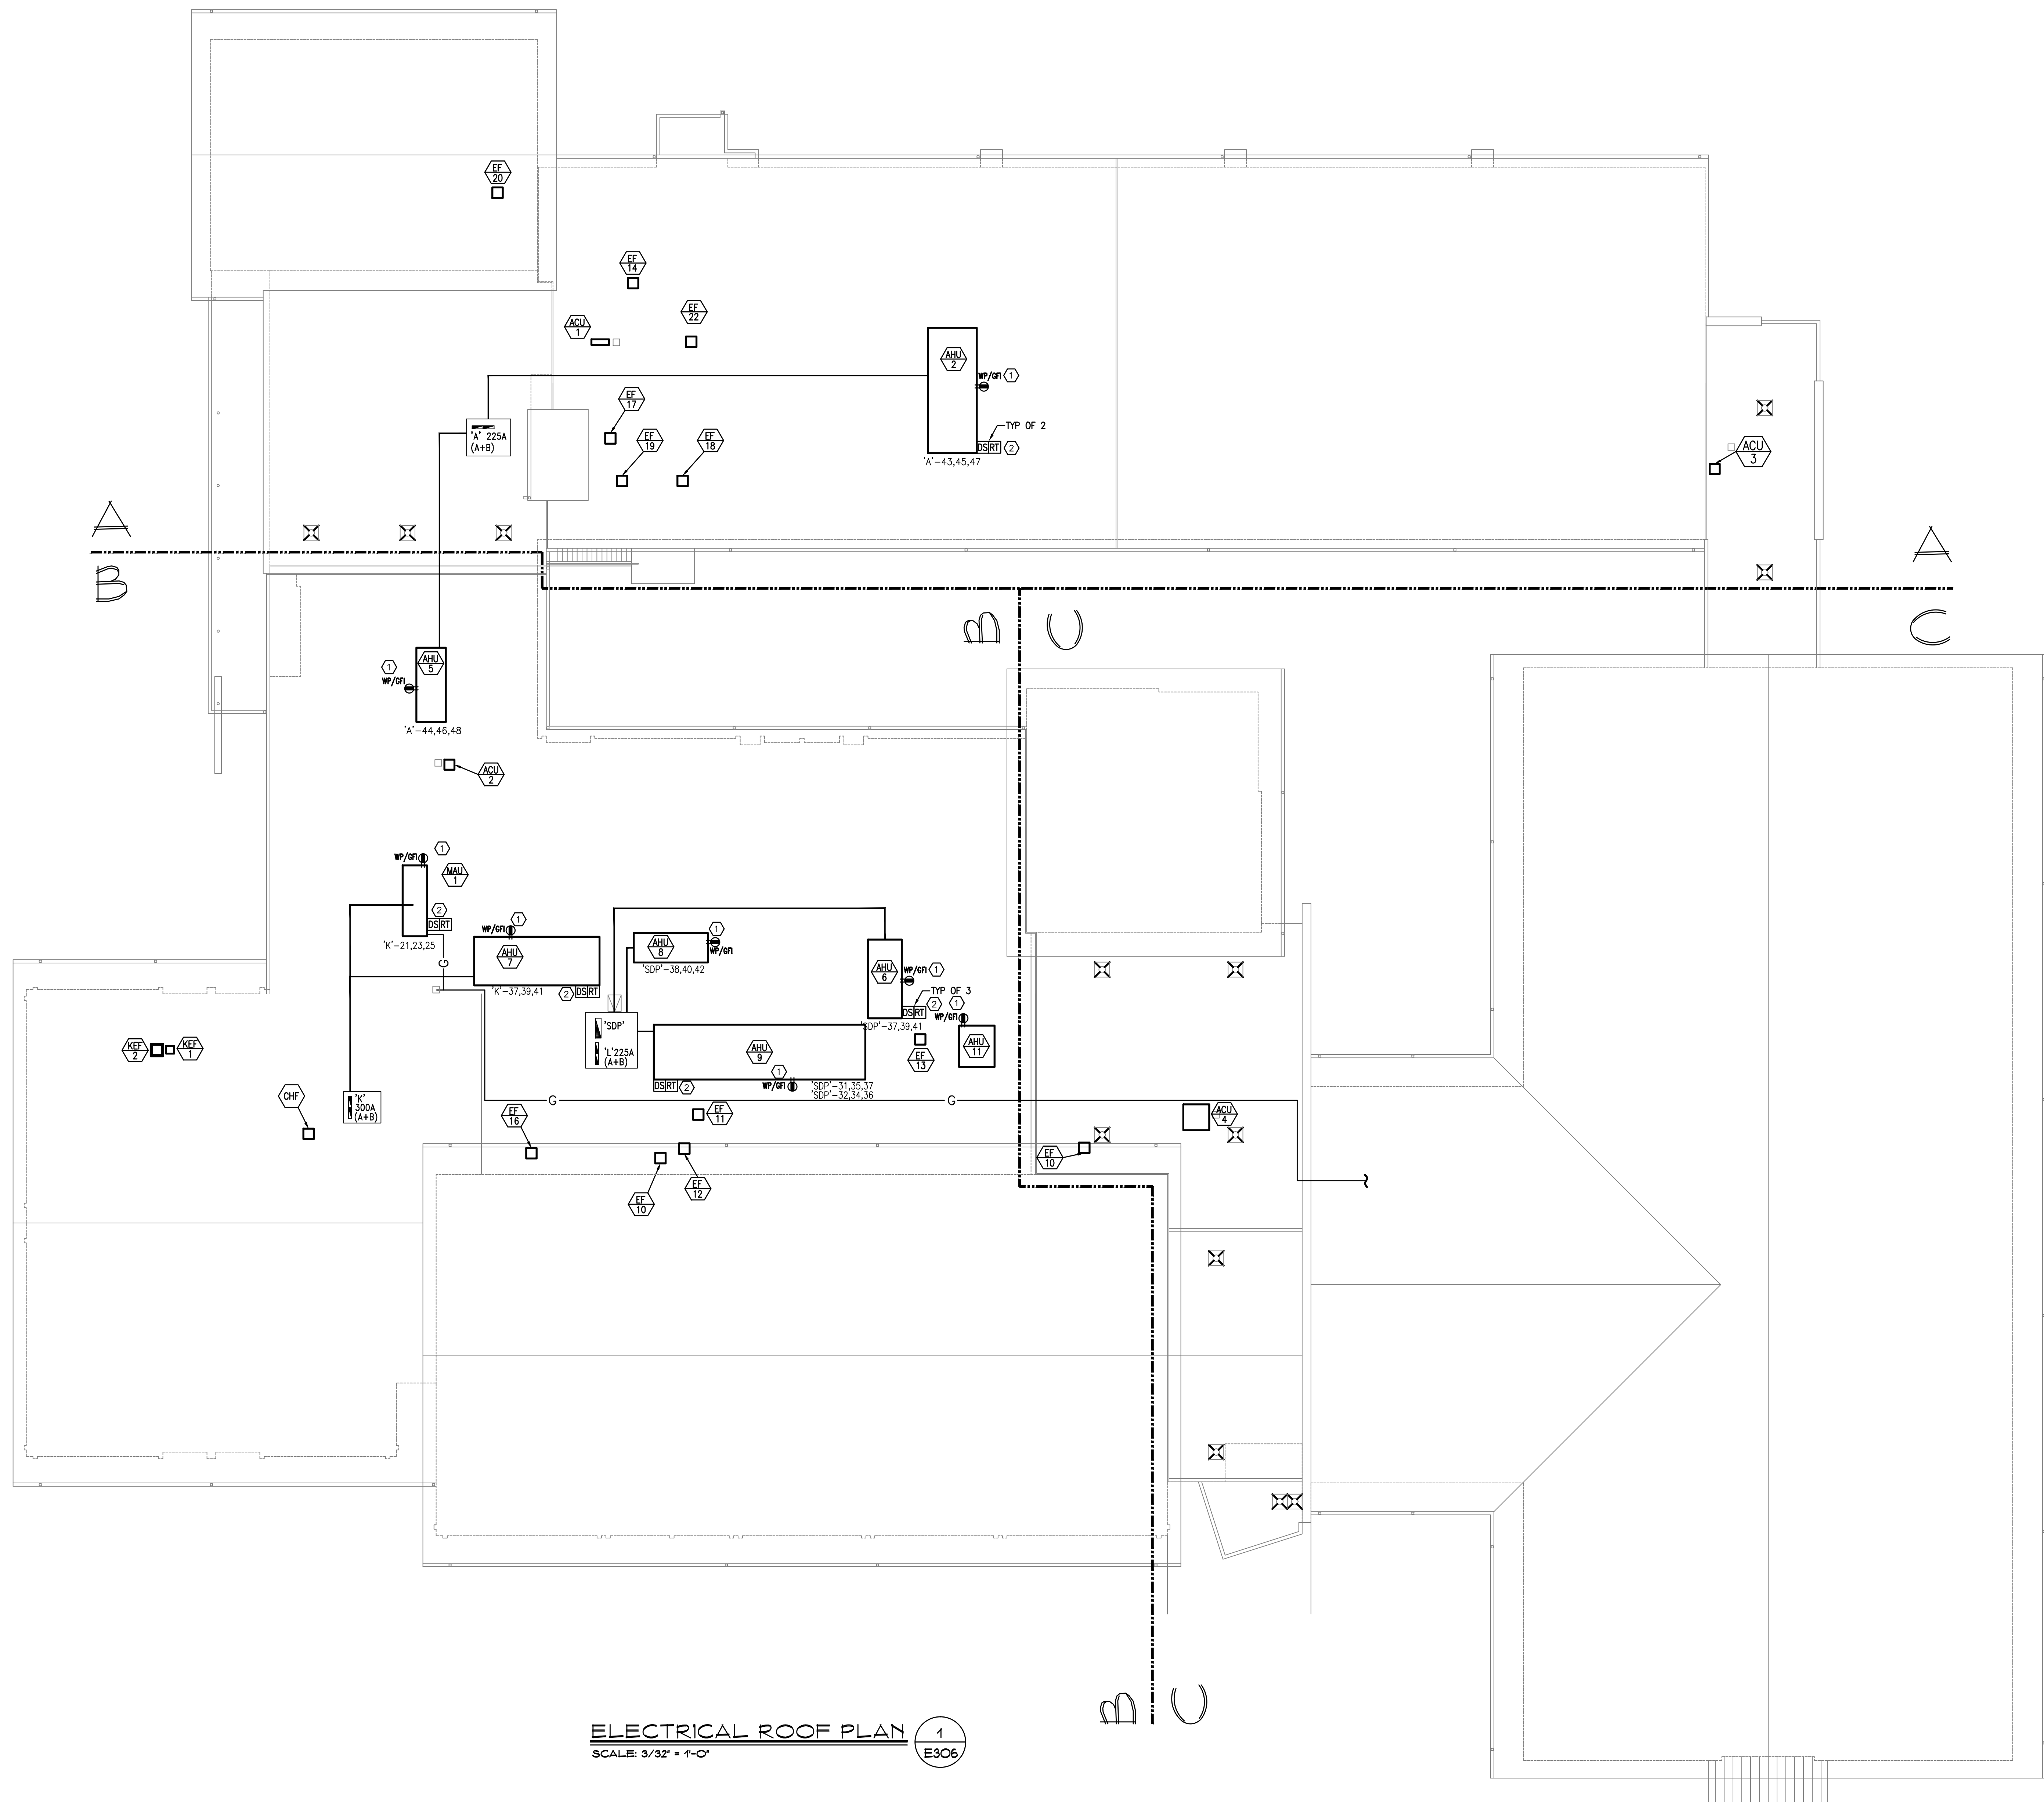 EF
20
EF
14
EF
22
ACU
1
AHU
2
WP/GFI
1
EF
17
'A' 225A
(A+B)
EF
19
EF
18
TYP OF 2
DS
RT
2
'A'-43,45,47
ACU
3
A
B
A
C
B
C
1
WP/GFI
AHU
5
'A'-44,46,48
ACU
2
WP/GFI
1
MAU
1
2
DS
RT
'K'-21,23,25
G
WP/GFI
1
AHU
7
'K'-37,39,41
2
DS
RT
AHU
8
1
WP/GFI
'SDP'-38,40,42
AHU
6
WP/GFI
1
TYP OF 3
DS
RT
2
1
WP/GFI
'SDP'-37,39,41
'SDP'
'L'225A
(A+B)
AHU
9
EF
13
AHU
11
KEF
2
KEF
1
DS
RT
2
1
WP/GFI
'SDP'-31,35,37
'SDP'-32,34,36
CHF
'K'
300A
(A+B)
G
G
EF
16
EF
11
ACU
4
EF
10
EF
12
EF
10
B
C
ELECTRICAL ROOF PLAN
SCALE: 3/32" = 1'-0"
1
E306